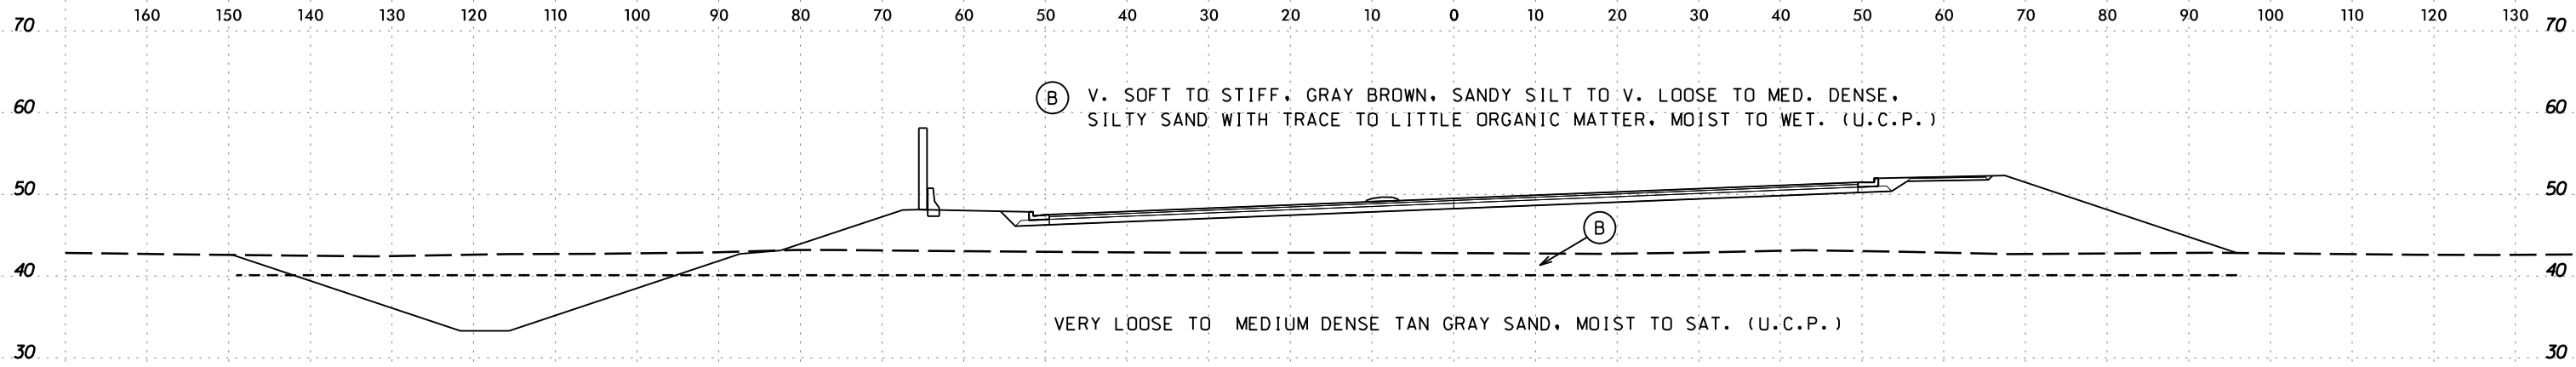 160 150 140 130 120 110 100 90 80 70 60 50 40 30 20 10 0 10 20 30 40 50 60 70 80 90 100 110 120 130
70 70
60 60
50 50
40 40
30 30
B V. SOFT TO STIFF, GRAY BROWN, SANDY SILT TO V. LOOSE TO MED. DENSE,
SILTY SAND WITH TRACE TO LITTLE ORGANIC MATTER, MOIST TO WET. (U.C.P.)
B
VERY LOOSE TO MEDIUM DENSE TAN GRAY SAND, MOIST TO SAT. (U.C.P.)